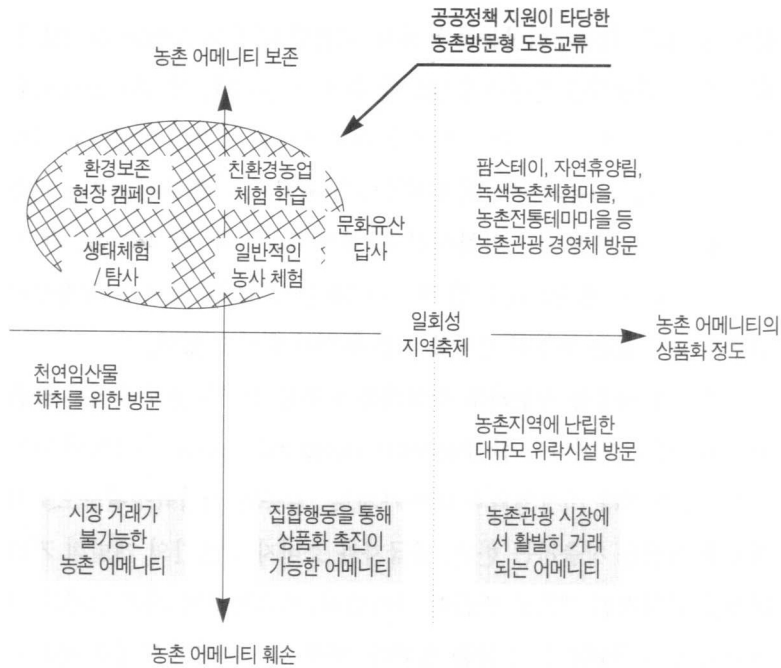 공공정책 지원이 타당한
농촌방문형 도농교류
농촌 어메니티 보존
환경보존
현장 캠페인
친환경농업
체험 학습
문화유산
답사
생태체험
/ 탐사
일반적인
농사 체험
팜스테이, 자연휴양림,
녹색농촌체험마을,
농촌전통테마마을 등
농촌관광 경영체 방문
일회성
지역축제
농촌 어메니티의
상품화 정도
천연임산물
채취를 위한 방문
농촌지역에 난립한
대규모 위락시설 방문
시장 거래가
불가능한
농촌 어메니티
집합행동을 통해
상품화 촉진이
가능한 어메니티
농촌관광 시장에
서 활발히 거래
되는 어메니티
농촌 어메니티 훼손